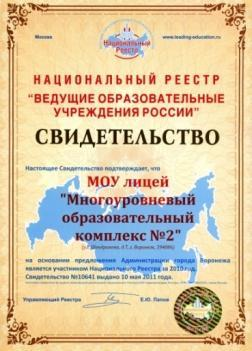 Москва
www.leading-education.ru
Национальный
Реестр
НАЦИОНАЛЬНЫЙ РЕЕСТР
"ВЕДУЩИЕ ОБРАЗОВАТЕЛЬНЫЕ
УЧРЕЖДЕНИЯ РОССИИ"
СВИДЕТЕЛЬСТВО
Настоящее Свидетельство подтверждает, что
МОУ лицей
"Многоуровневый
образовательный
комплекс №2"
на основании предложения Администрации города Воронежа
является участником Национального Реестра за 2010 год.
Свидетельство №10641 выдано 10 мая 2011 года.
Управляющий Реестра
Е.Ю. Папов